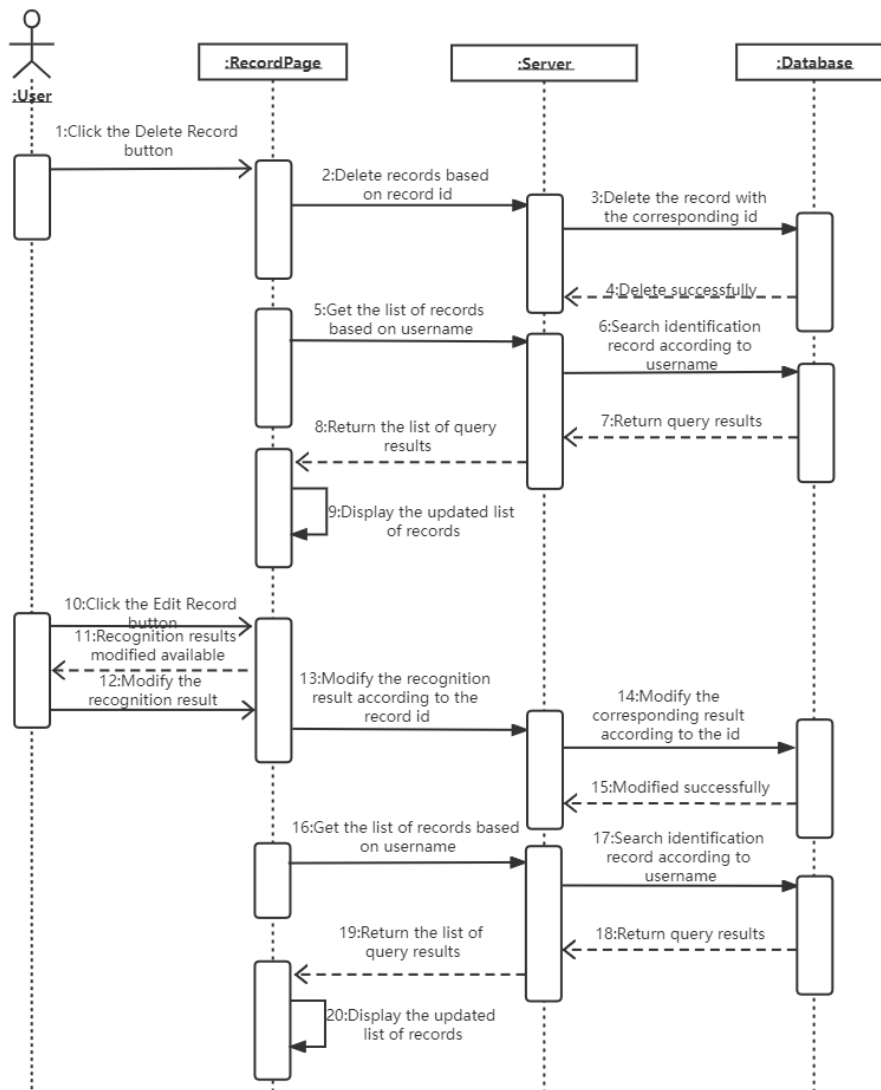 :User
:RecordPage
:Server
:Database
1:Click the Delete Record
button
2:Delete records based
on record id
3:Delete the record with
the corresponding id
4:Delete successfully
5:Get the list of records
based on username
6:Search identification
record according to
username
7:Return query results
8:Return the list of query
results
9:Display the updated list
of records
10:Click the Edit Record
button
11:Recognition results
modified available
12:Modify the
recognition result
13:Modify the recognition
result according to the
record id
14:Modify the
corresponding result
according to the id
15:Modified successfully
16:Get the list of records based
on username
17:Search identification
record according to
username
18:Return query results
19:Return the list of
query results
20:Display the updated
list of records